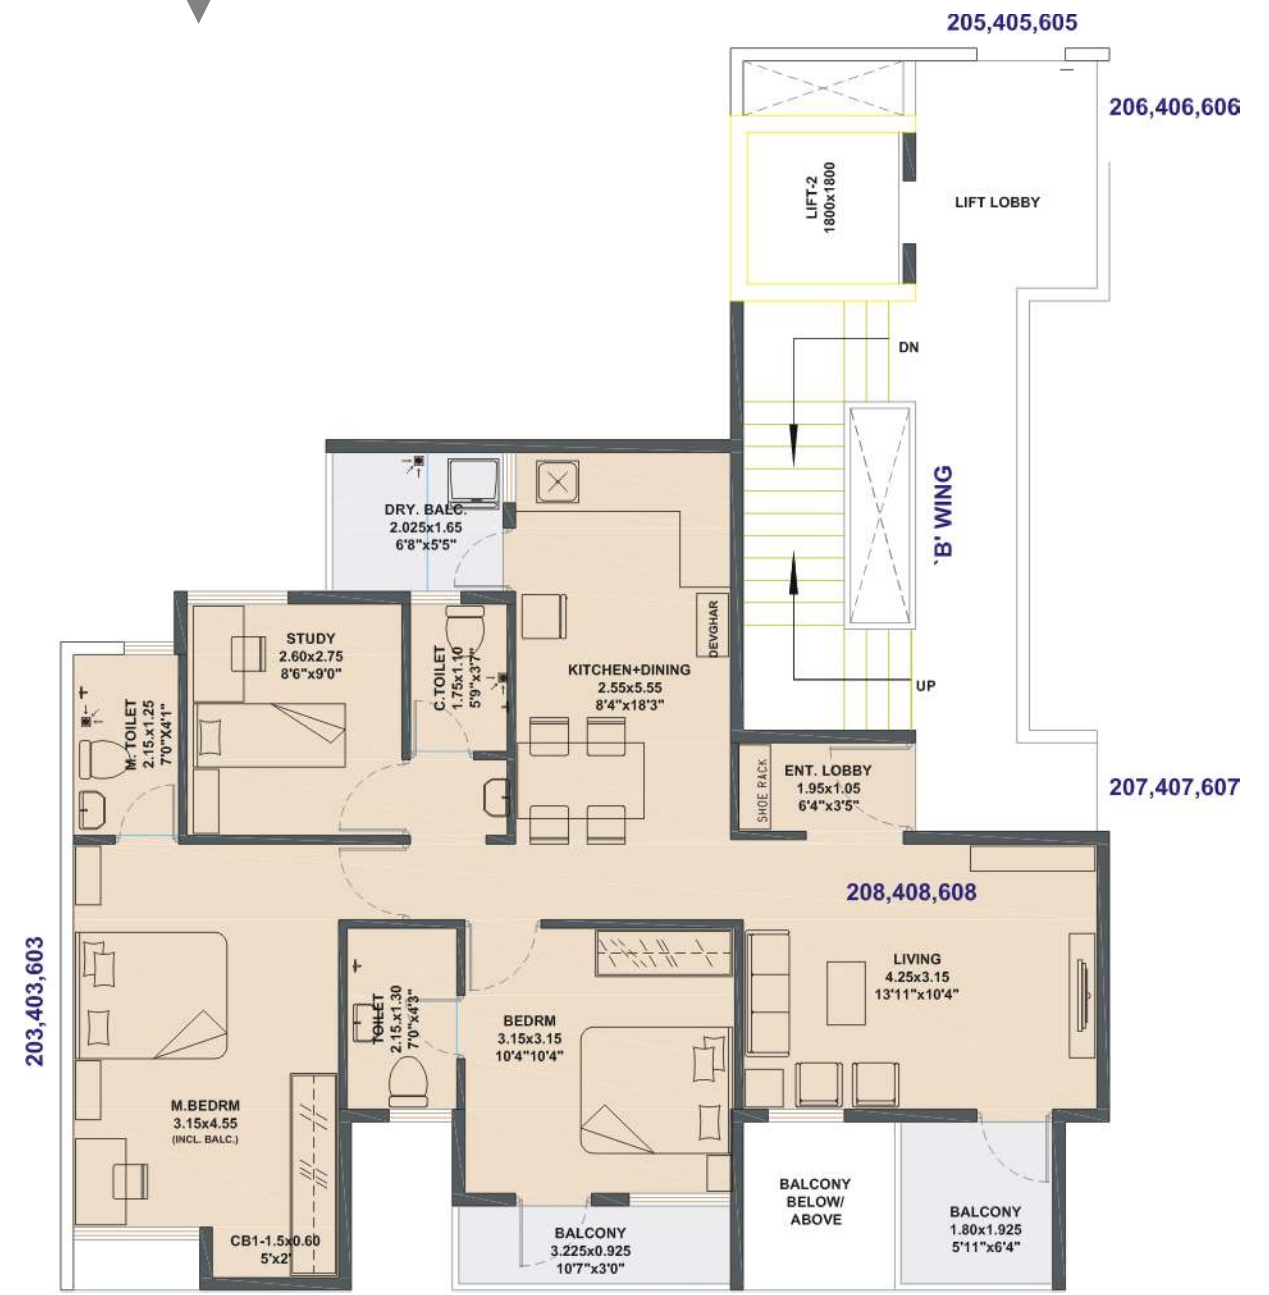 205,405,605
206,406,606
LIFT-2
1800x1800
LIFT LOBBY
DN
`B' WING
UP
DRY. BALC.
2.025x1.65
6'8"x5'5"
STUDY
2.60x2.75
8'6"x9'0"
C.TOILET
1.75x1.10
5'9"x3'7"
DEVGHAR
KITCHEN+DINING
2.55x5.55
8'4"x18'3"
M. TOILET
2.15.x1.25
7'0"X4'1"
SHOE RACK
ENT. LOBBY
1.95x1.05
6'4"x3'5"
207,407,607
208,408,608
203,403,603
LIVING
4.25x3.15
13'11"x10'4"
TOILET
2.15.x1.30
7'0"x4'3"
BEDRM
3.15x3.15
10'4"10'4"
M.BEDRM
3.15x4.55
(INCL. BALC.)
CB1-1.5x0.60
5'x2'
BALCONY
3.225x0.925
10'7"x3'0"
BALCONY
BELOW/
ABOVE
BALCONY
1.80x1.925
5'11"x6'4"